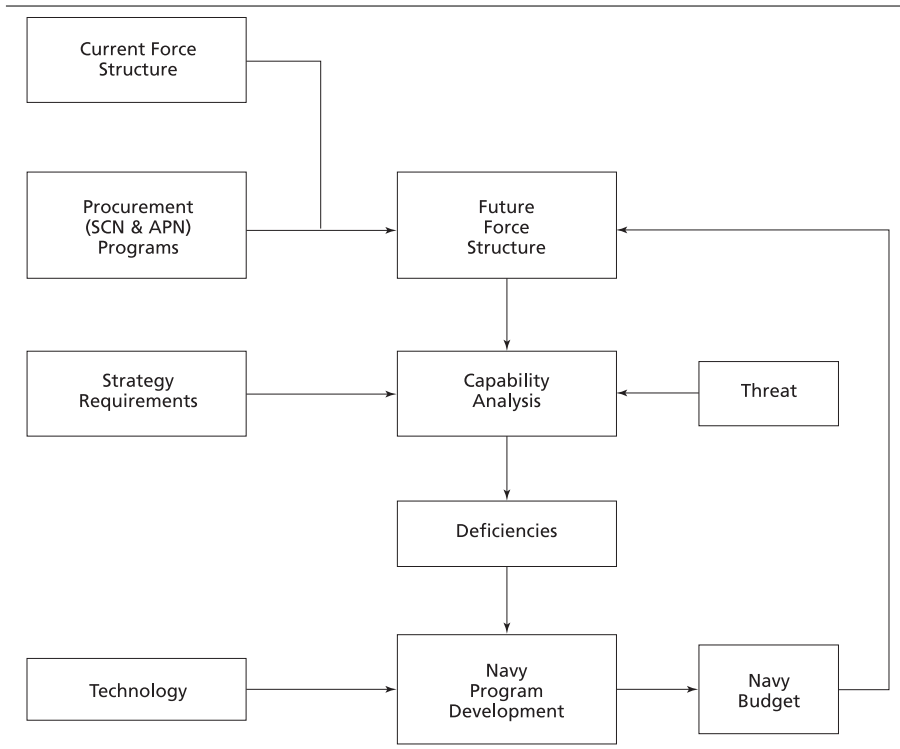 Current Force
Structure
Procurement
(SCN & APN)
Programs
Future
Force
Structure
Strategy
Requirements
Capability
Analysis
Threat
Deficiencies
Technology
Navy
Program
Development
Navy
Budget